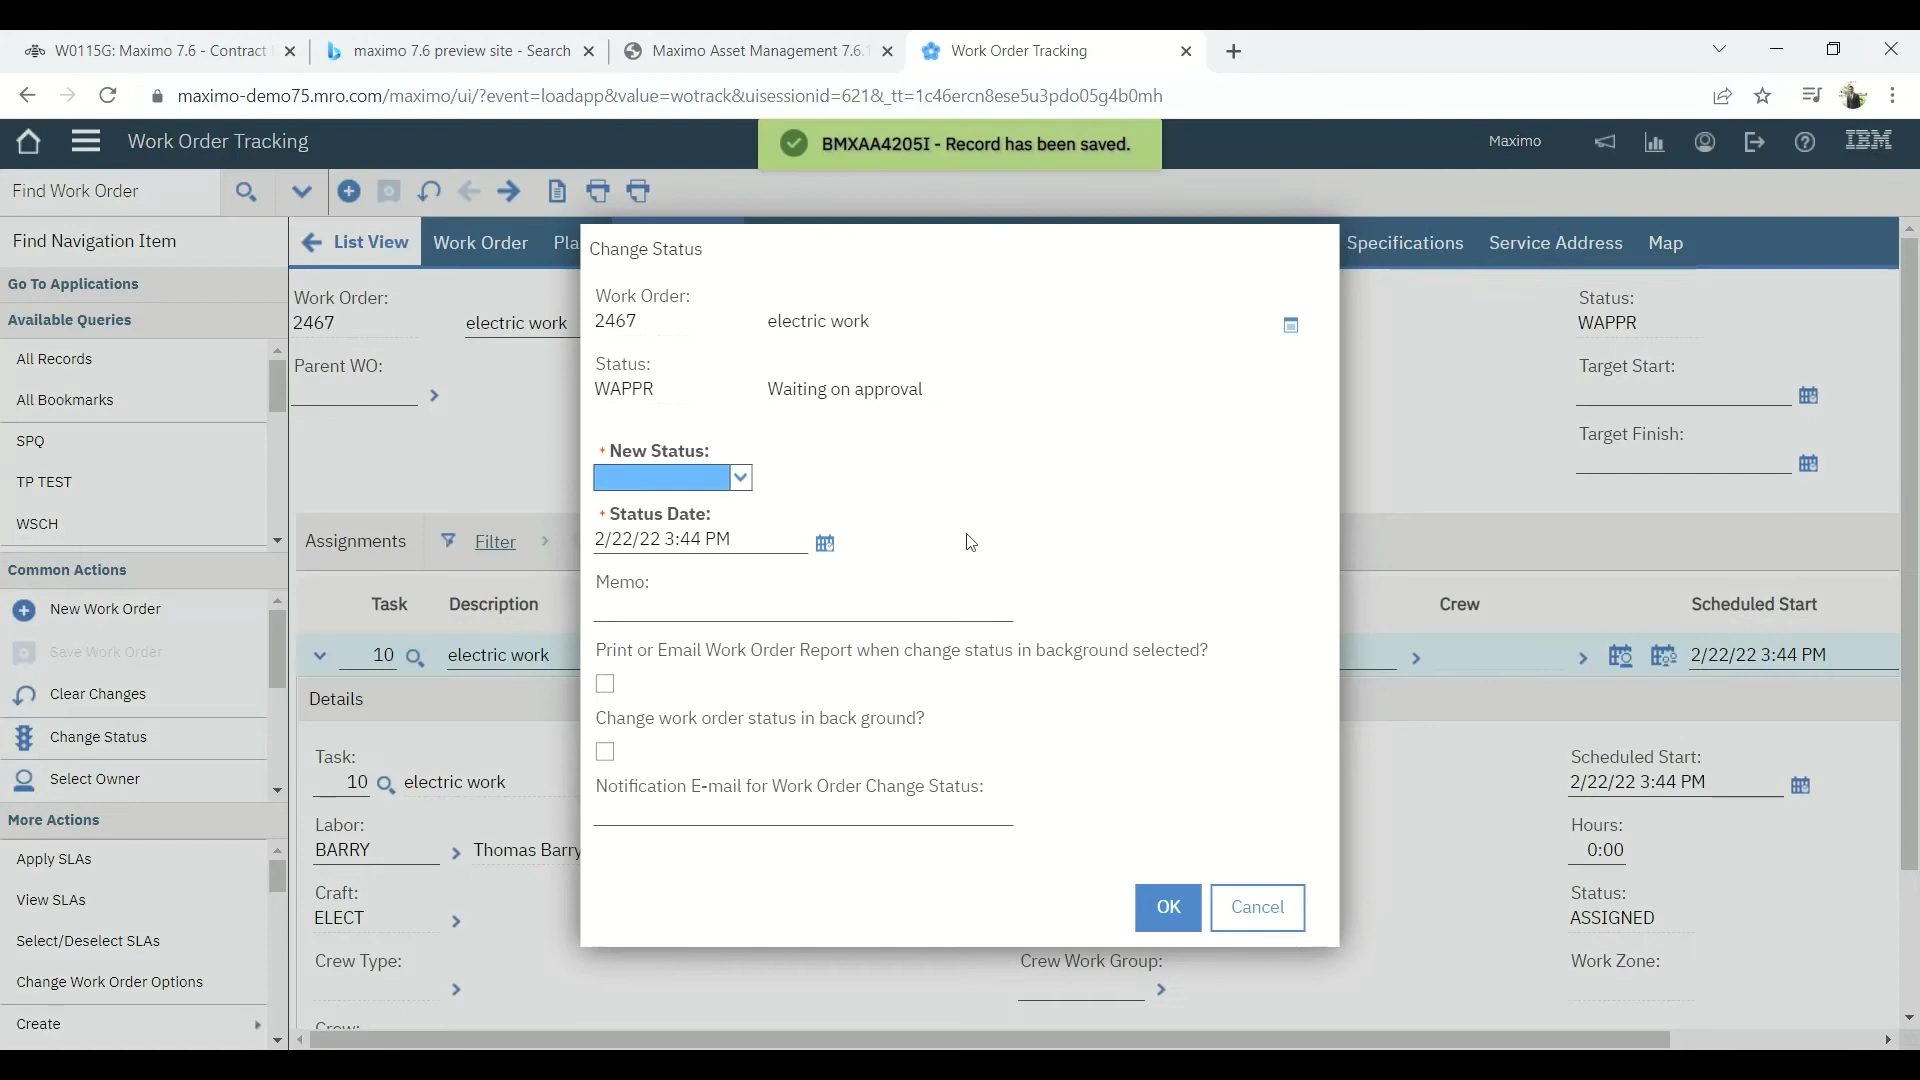 W0115G: Maximo 7.6 - Contract
maximo 7.6 preview site - Search
Maximo Asset Management 7.6.1
Work Order Tracking
maximo-demo75.mro.com/maximo/ui/?event=loadapp&value=wotrack&uisessionid=621&_tt=1c46ercn8ese5u3pdo05g4b0mh
Work Order Tracking
BMXAA4205I - Record has been saved.
Maximo
IBM
Find Work Order
Find Navigation Item
Go To Applications
Available Queries
All Records
All Bookmarks
SPQ
TP TEST
WSCH
Common Actions
New Work Order
Save Work Order
Clear Changes
Change Status
Select Owner
More Actions
Apply SLAs
View SLAs
Select/Deselect SLAs
Change Work Order Options
Create
List View
Work Order
Pla
Specifications
Service Address
Map
Work Order:
2467
electric work
Parent WO:
Status:
WAPPR
Target Start:
Target Finish:
Assignments
Filter
Task
Description
Crew
Scheduled Start
10
electric work
2/22/22 3:44 PM
Details
Task:
10
electric work
Labor:
BARRY
Thomas Barry
Craft:
ELECT
Crew Type:
Crew:
Crew Work Group:
Scheduled Start:
2/22/22 3:44 PM
Hours:
0:00
Status:
ASSIGNED
Work Zone:
Change Status
Work Order:
2467
electric work
Status:
WAPPR
Waiting on approval
* New Status:
* Status Date:
2/22/22 3:44 PM
Memo:
Print or Email Work Order Report when change status in background selected?
Change work order status in back ground?
Notification E-mail for Work Order Change Status:
OK
Cancel